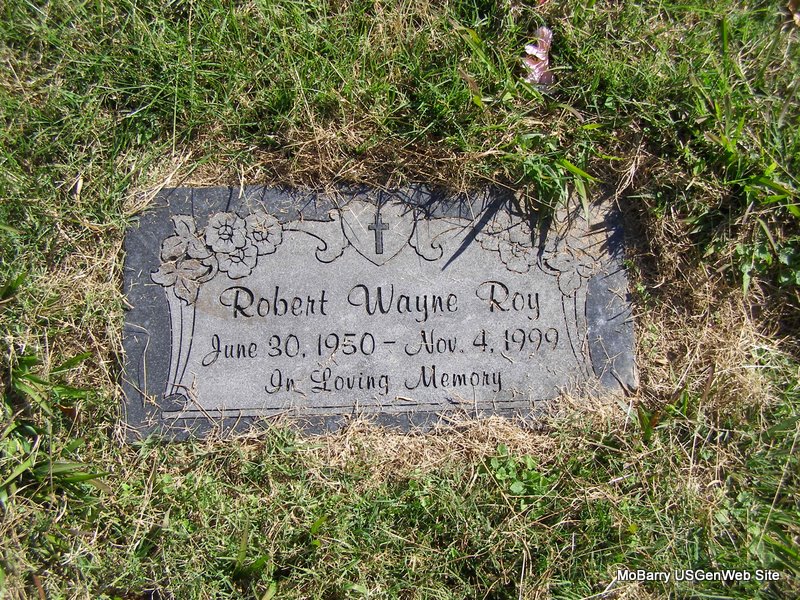 Robert Wayne Roy
June 30, 1950 – Nov. 4, 1999
In Loving Memory
MoBarry USGenWeb Site